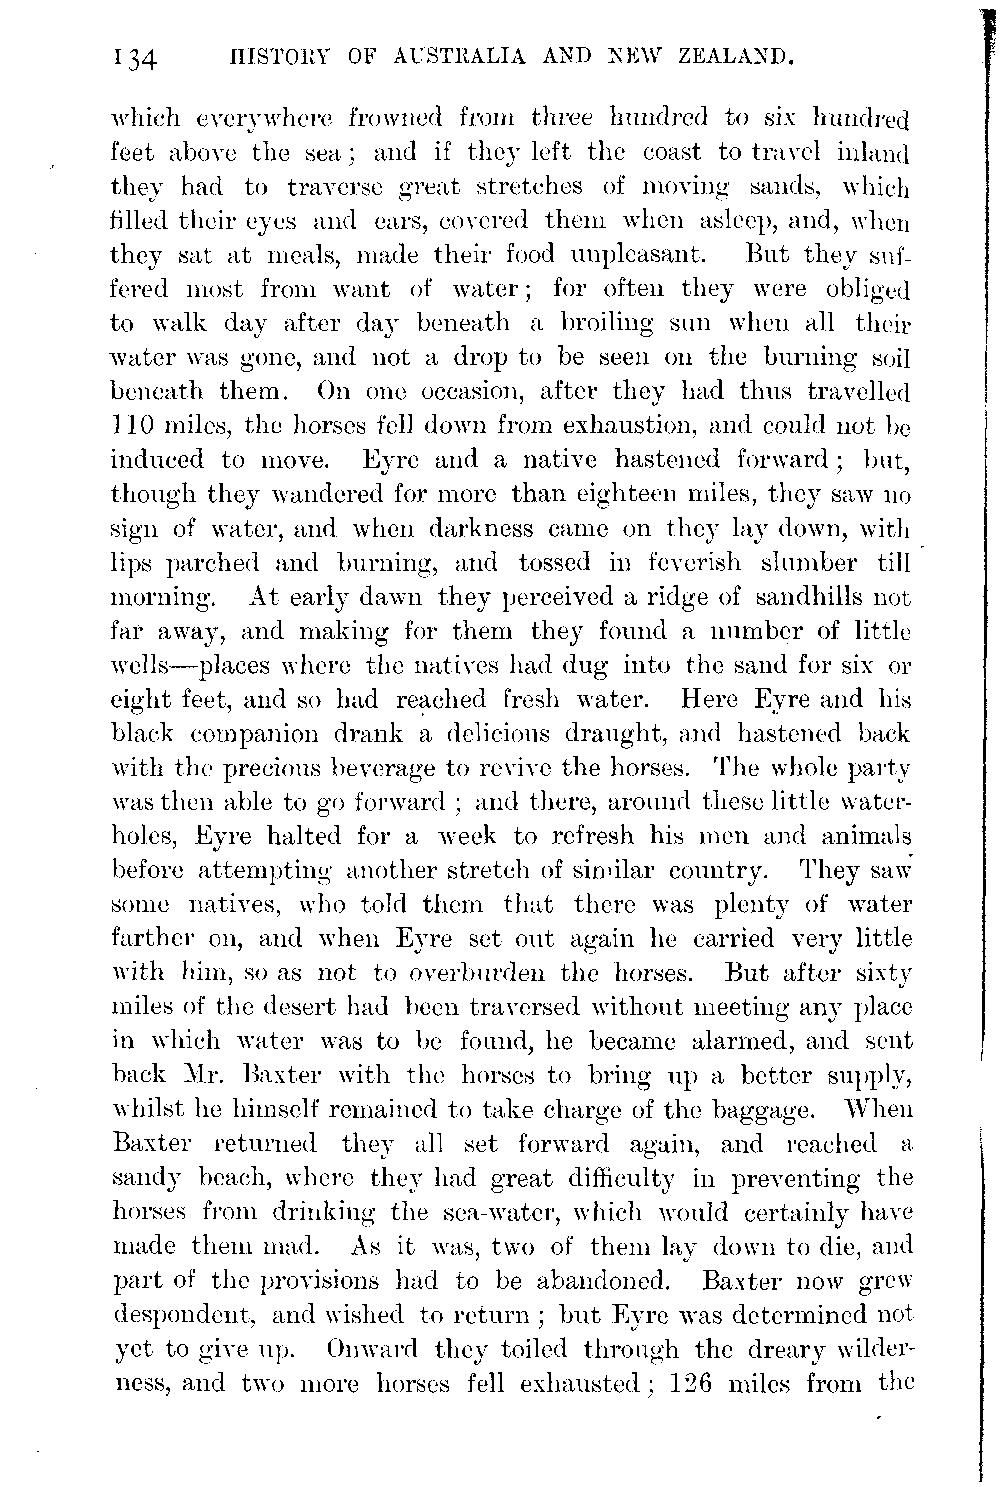 134 HISTORY OF AUSTRALIA AND NEW ZEALAND.
which everywhere frowned from three hundred to six hundred
feet above the sea; and if they left the coast to travel inland
they had to traverse great stretches of moving sands, which
filled their eyes and ears, covered them when asleep, and, when
they sat at meals, made their food unpleasant. But they suf-
fered most from want of water; for often they were obliged
to walk day after day beneath a broiling sun when all their
water was gone, and not a drop to be seen on the burning soil
beneath them. On one occasion, after they had thus travelled
110 miles, the horses fell down from exhaustion, and could not be
induced to move. Eyre and a native hastened forward; but,
though they wandered for more than eighteen miles, they saw no
sign of water, and when darkness came on they lay down, with
lips parched and burning, and tossed in feverish slumber till
morning. At early dawn they perceived a ridge of sandhills not
far away, and making for them they found a number of little
wells—places where the natives had dug into the sand for six or
eight feet, and so had reached fresh water. Here Eyre and his
black companion drank a delicious draught, and hastened back
with the precious beverage to revive the horses. The whole party
was then able to go forward; and there, around these little water-
holes, Eyre halted for a week to refresh his men and animals
before attempting another stretch of similar country. They saw
some natives, who told them that there was plenty of water
farther on, and when Eyre set out again he carried very little
with him, so as not to overburden the horses. But after sixty
miles of the desert had been traversed without meeting any place
in which water was to be found, he became alarmed, and sent
back Mr. Baxter with the horses to bring up a better supply,
whilst he himself remained to take charge of the baggage. When
Baxter returned they all set forward again, and reached a
sandy beach, where they had great difficulty in preventing the
horses from drinking the sea-water, which would certainly have
made them mad. As it was, two of them lay down to die, and
part of the provisions had to be abandoned. Baxter now grew
despondent, and wished to return; but Eyre was determined not
yet to give up. Onward they toiled through the dreary wilder-
ness, and two more horses fell exhausted; 126 miles from the